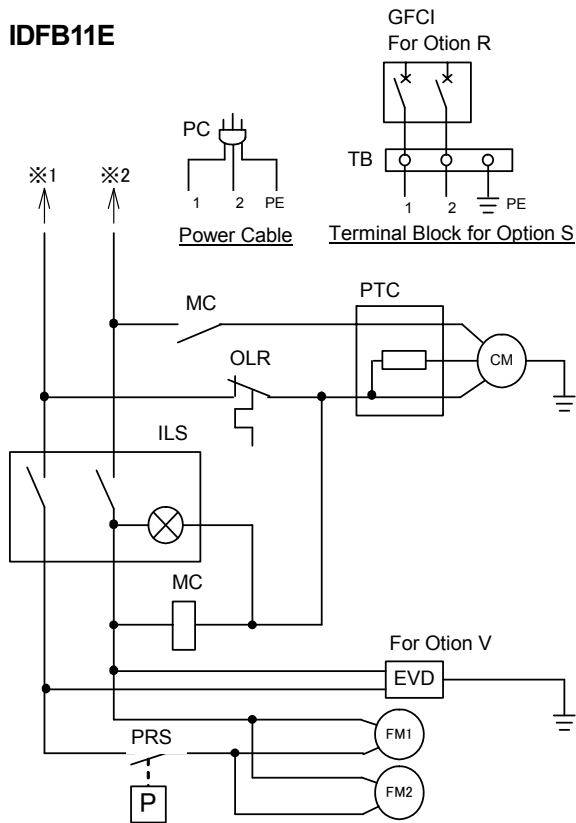 IDFB11E
GFCI
For Otion R
PC
TB
※1
※2
1 2 PE
1 2 PE
Power Cable
Terminal Block for Option S
MC
PTC
OLR
CM
ILS
MC
For Otion V
EVD
PRS
FM1
P
FM2